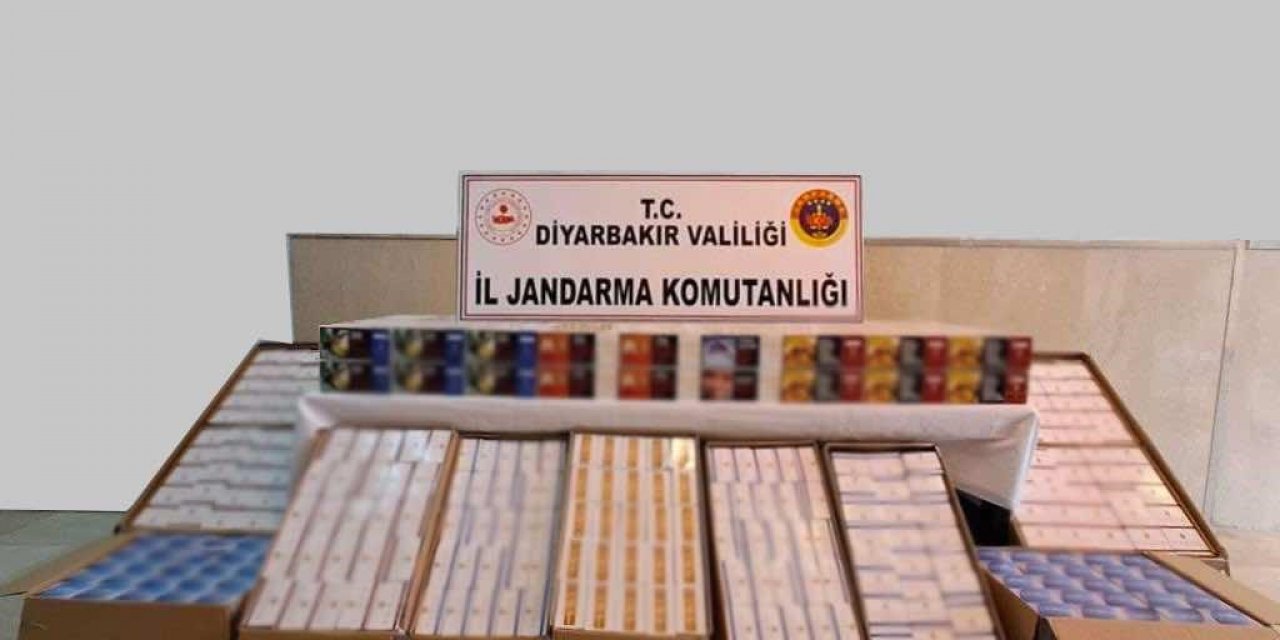 T.C.
DİYARBAKIR VALİLİĞİ
İL JANDARMA KOMUTANLIĞI